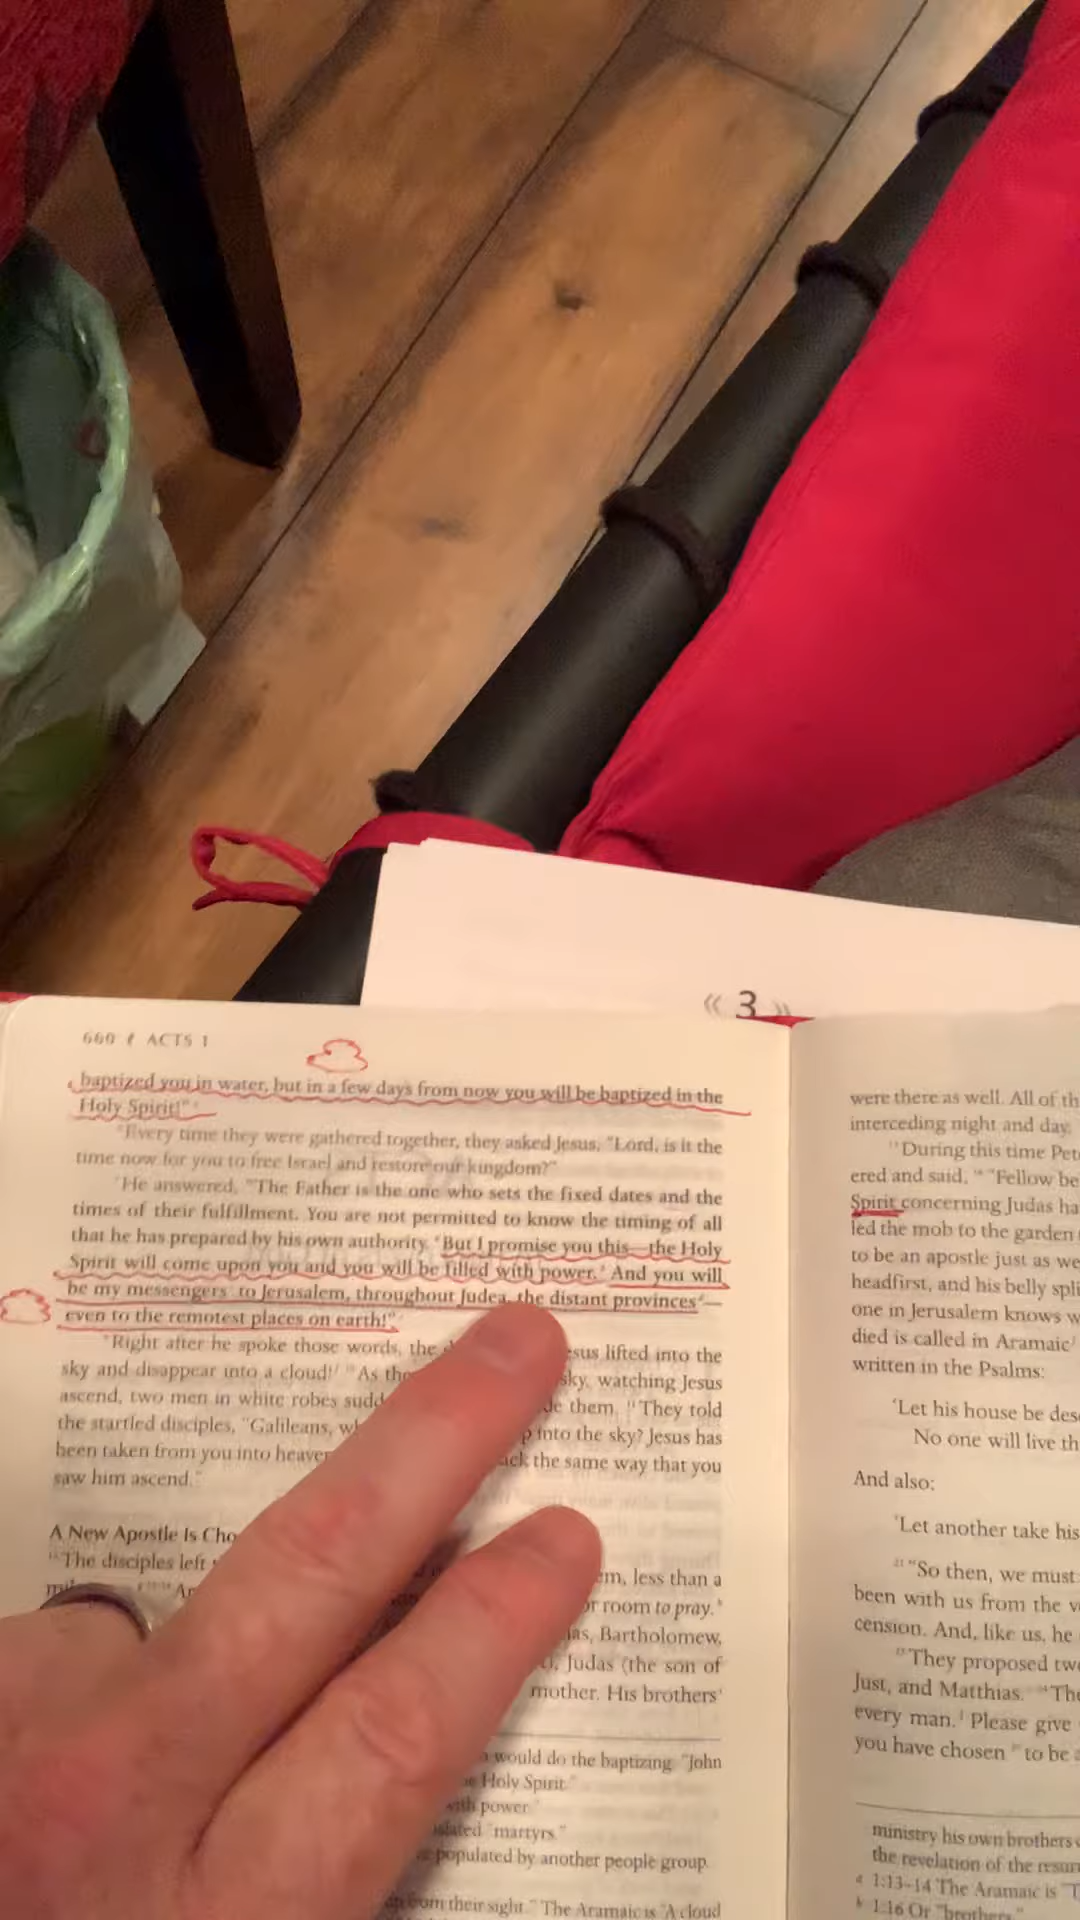 « 3 »
660 ACTS 1
baptized you in water, but in a few days from now you will be baptized in the
Holy Spirit!"
"Every time they were gathered together, they asked Jesus, "Lord, is it the
time now for you to free Israel and restore our kingdom?"
He answered, "The Father is the one who sets the fixed dates and the
times of their fulfillment. You are not permitted to know the timing of all
that he has prepared by his own authority. But I promise you this—the Holy
Spirit will come upon you and you will be filled with power. And you will
be my messengers to Jerusalem, throughout Judea, the distant provinces—
even to the remotest places on earth!"
Right after he spoke those words, the esus lifted into the
sky and disappear into a cloud! As the sky, watching Jesus
ascend, two men in white robes sudd de them. They told
the startled disciples, "Galileans, wh p into the sky? Jesus has
been taken from you into heaven ack the same way that you
saw him ascend."
A New Apostle Is Cho
The disciples left em, less than a
or room to pray.
as, Bartholomew,
Judas (the son of
mother. His brothers
would do the baptizing. "John
e Holy Spirit."
with power."
"martyrs."
populated by another people group.
from their sight." The Aramaic is "A cloud
were there as well. All of th
interceding night and day.
During this time Pet
ered and said, "Fellow be
Spirit concerning Judas ha
led the mob to the garden
to be an apostle just as we
headfirst, and his belly spli
one in Jerusalem knows w
died is called in Aramaic
written in the Psalms:
'Let his house be dese
No one will live th
And also:
'Let another take his
21 "So then, we must
been with us from the v
cension. And, like us, he
"They proposed two
Just, and Matthias. "The
every man. Please give
you have chosen to be a
ministry his own brothers
the revelation of the resur
a 1:13–14 The Aramaic is "T
b 1:16 Or "brothers."